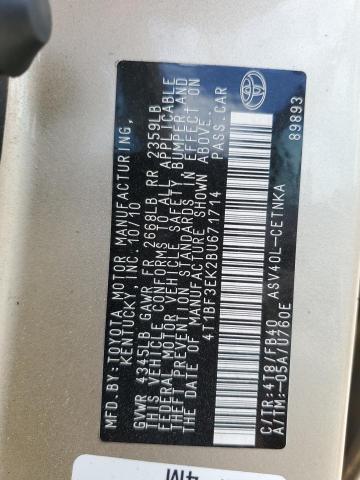 MFD.BY:TOYOTA MOTOR MANUFACTURING,
KENTUCKY, INC. 10/10
GVWR 4345LB GAWR FR 2668LB RR 2359LB
THIS VEHICLE CONFORMS TO ALL APPLICABLE
FEDERAL MOTOR VEHICLE SAFETY, BUMPER AND
THEFT PREVENTION STANDARDS IN EFFECT ON
THE DATE OF MANUFACTURE SHOWN ABOVE.
4T1BF3EK2BU671714 PASS.CAR
C/TR:4T8/FB40 ASV40L-CETNKA
A/TM:-05A/U760E 89893
4M